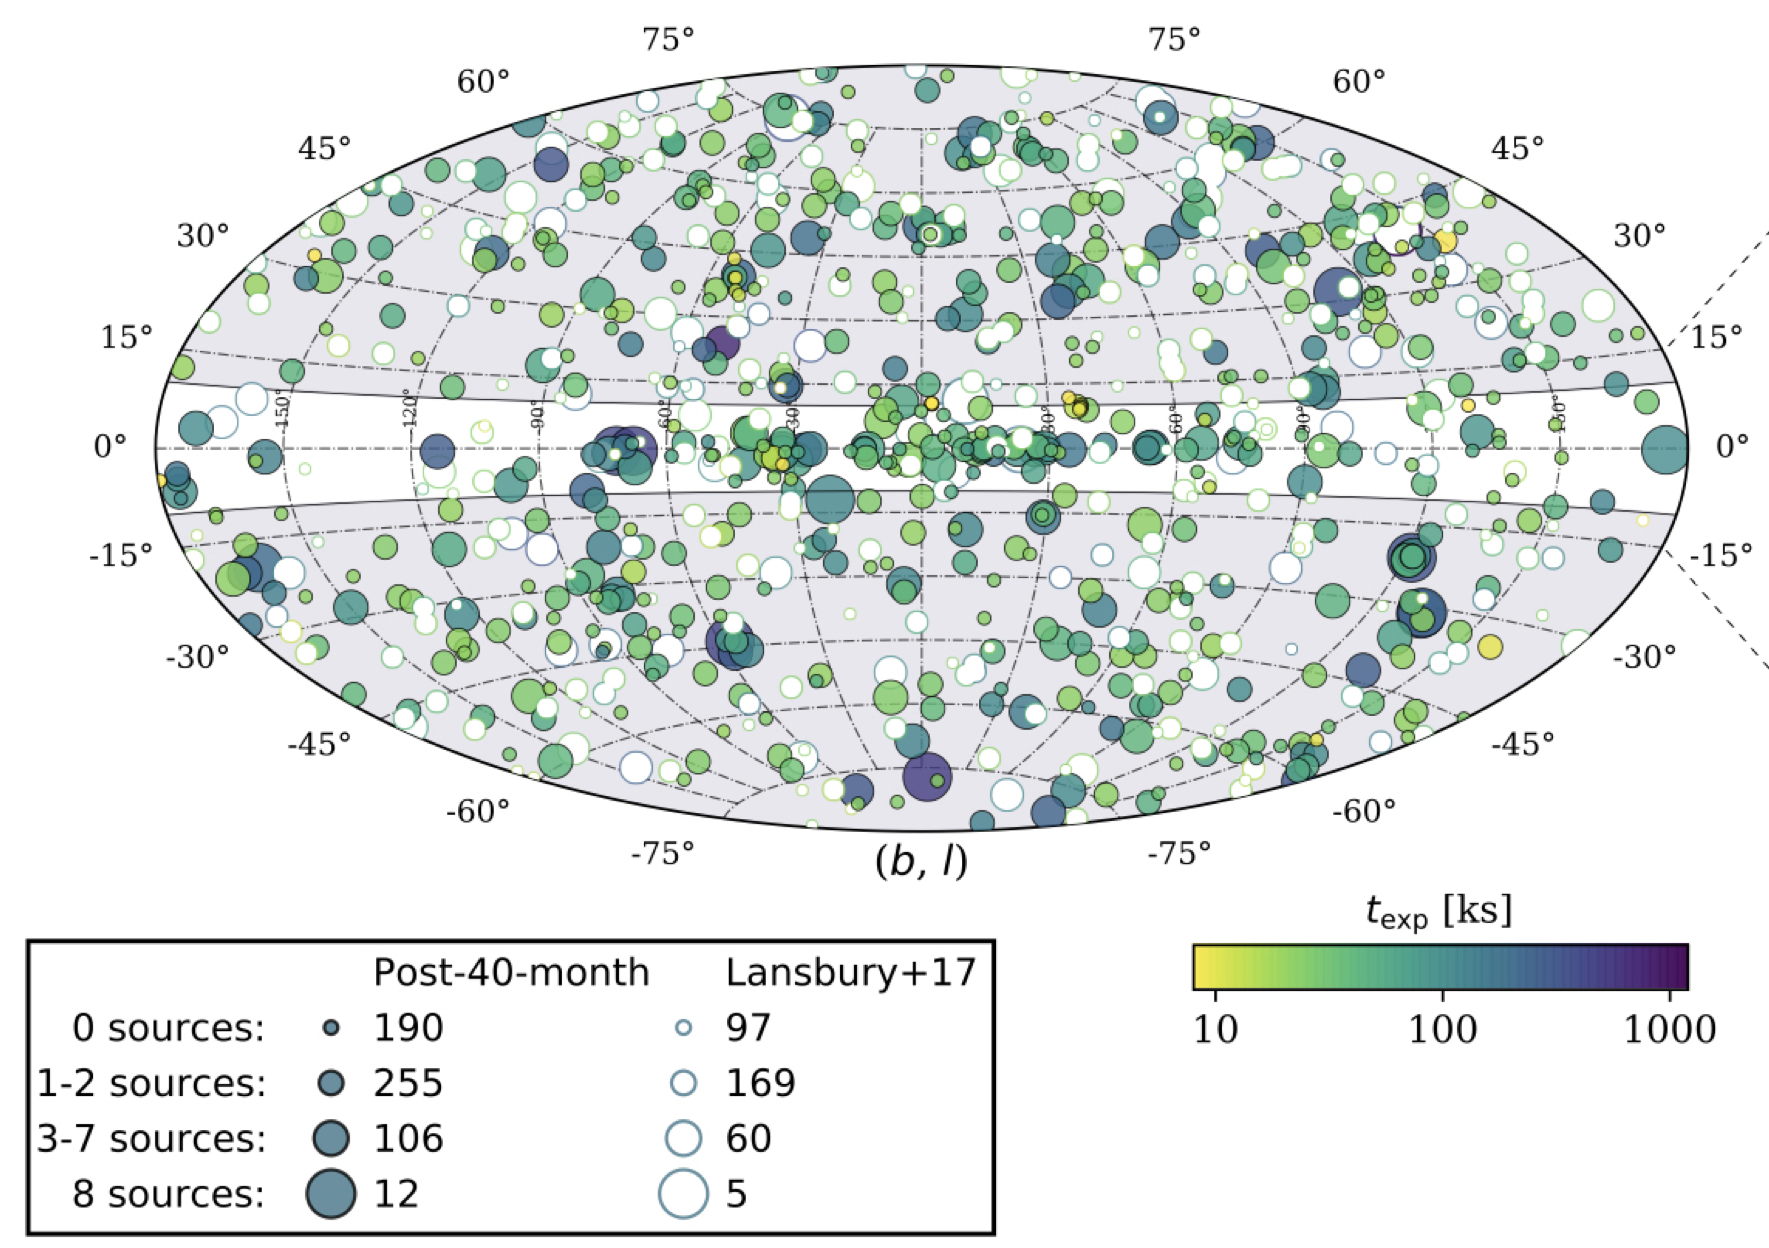 75° 75°
60° 60°
45° 45°
30° 30°
15° 15°
-150° -120° -90° -60° -30° 30° 60° 90° 150°
0° 0°
-15° -15°
-30° -30°
-45° -45°
-60° -60°
-75° (b, l) -75°
t_exp [ks]
10 100 1000
Post-40-month Lansbury+17
0 sources: 190 97
1-2 sources: 255 169
3-7 sources: 106 60
8 sources: 12 5